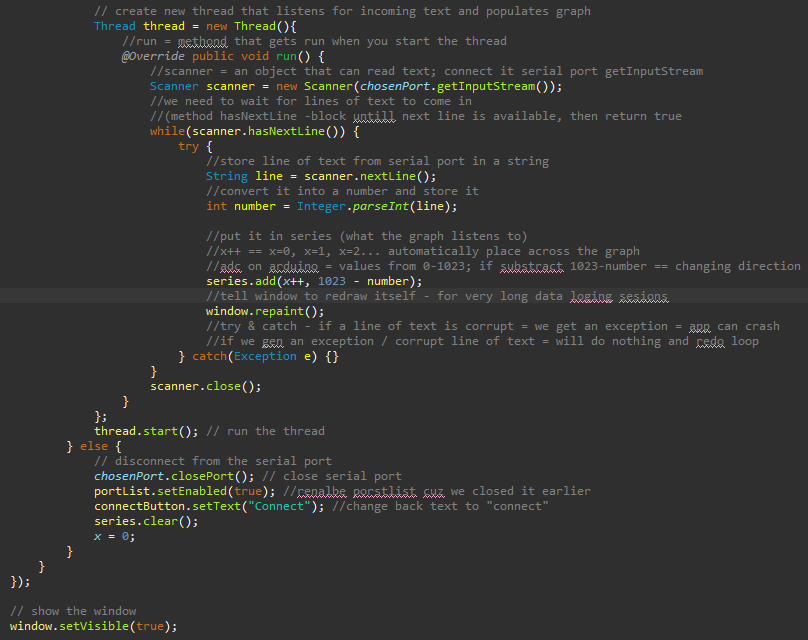 // create new thread that listens for incoming text and populates graph
Thread thread = new Thread(){
//run = methond that gets run when you start the thread
@Override public void run() {
//scanner = an object that can read text; connect it serial port getInputStream
Scanner scanner = new Scanner(chosenPort.getInputStream());
//we need to wait for lines of text to come in
//(method hasNextLine -block untill next line is available, then return true
while(scanner.hasNextLine()) {
try {
//store line of text from serial port in a string
String line = scanner.nextLine();
//convert it into a number and store it
int number = Integer.parseInt(line);
//put it in series (what the graph listens to)
//x++ == x=0, x=1, x=2... automatically place across the graph
//adc on arduino = values from 0-1023; if substract 1023-number == changing direction
series.add(x++, 1023 - number);
//tell window to redraw itself - for very long data loging sesions
window.repaint();
//try & catch - if a line of text is corrupt = we get an exception = app can crash
//if we gen an exception / corrupt line of text = will do nothing and redo loop
} catch(Exception e) {}
}
scanner.close();
}
};
thread.start(); // run the thread
} else {
// disconnect from the serial port
chosenPort.closePort(); // close serial port
portList.setEnabled(true); //renalbe porstlist cuz we closed it earlier
connectButton.setText("Connect"); //change back text to "connect"
series.clear();
x = 0;
}
}
});
// show the window
window.setVisible(true);